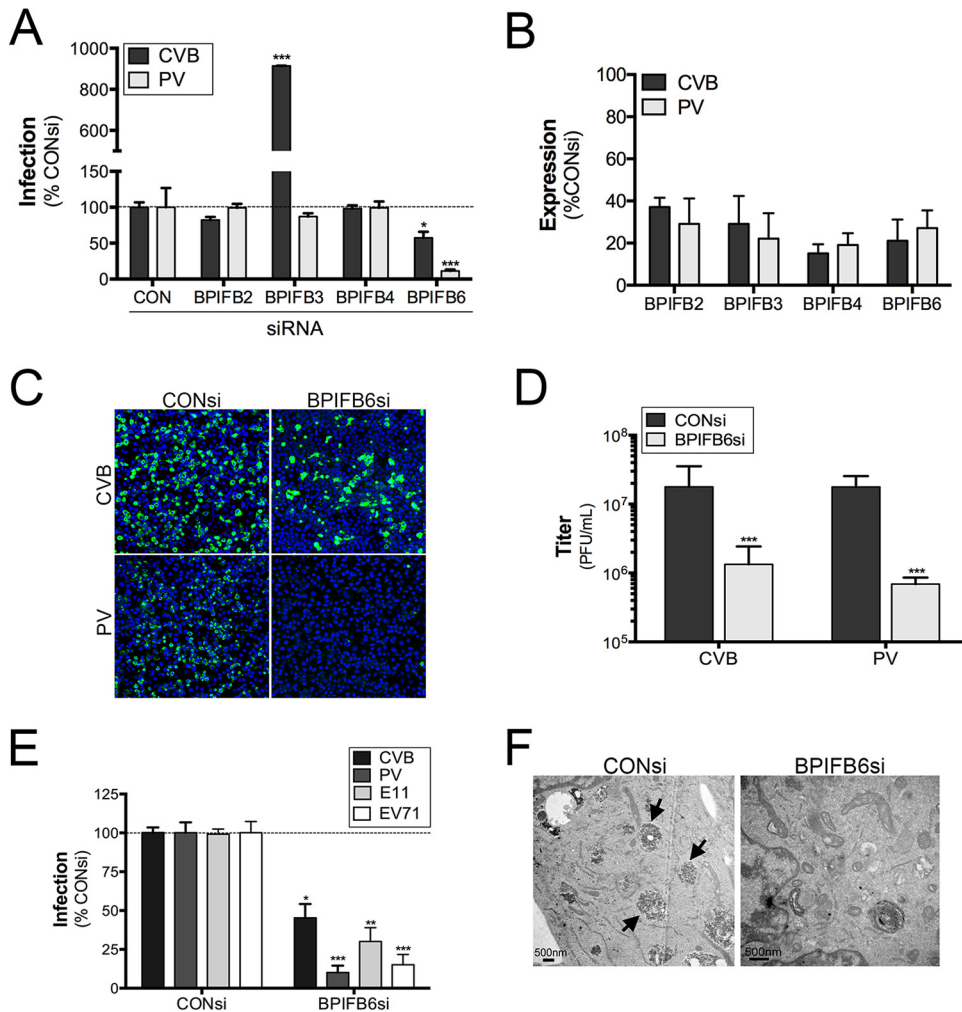 A
1000
800
600
150
100
50
0
Infection
(% CONsi)
CVB
PV
***
*
***
CON BPIFB2 BPIFB3 BPIFB4 BPIFB6
siRNA
B
100
80
60
40
20
0
Expression
(%CONsi)
CVB
PV
BPIFB2 BPIFB3 BPIFB4 BPIFB6
C
CONsi BPIFB6si
CVB
PV
D
CONsi
BPIFB6si
10⁸
10⁷
10⁶
10⁵
Titer
(PFU/mL)
*** ***
CVB PV
E
CVB
PV
E11
EV71
125
100
75
50
25
0
Infection
(% CONsi)
* *** ** ***
CONsi BPIFB6si
F
CONsi BPIFB6si
500nm 500nm